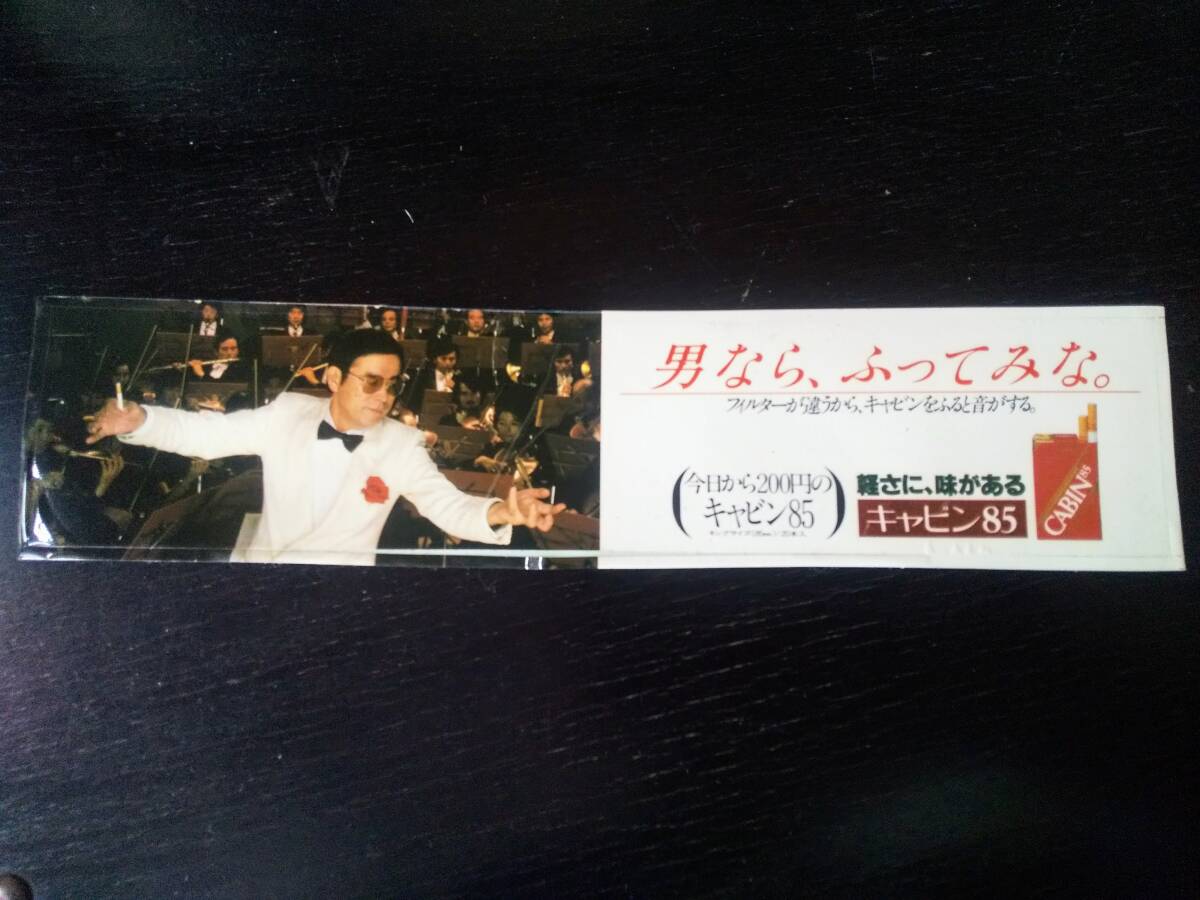 男なら、ふってみな。
フィルターが違うから、キャビンをふると音がする。
(今日から200円の
キャビン85)
軽さに、味がある
キャビン85
CABIN85